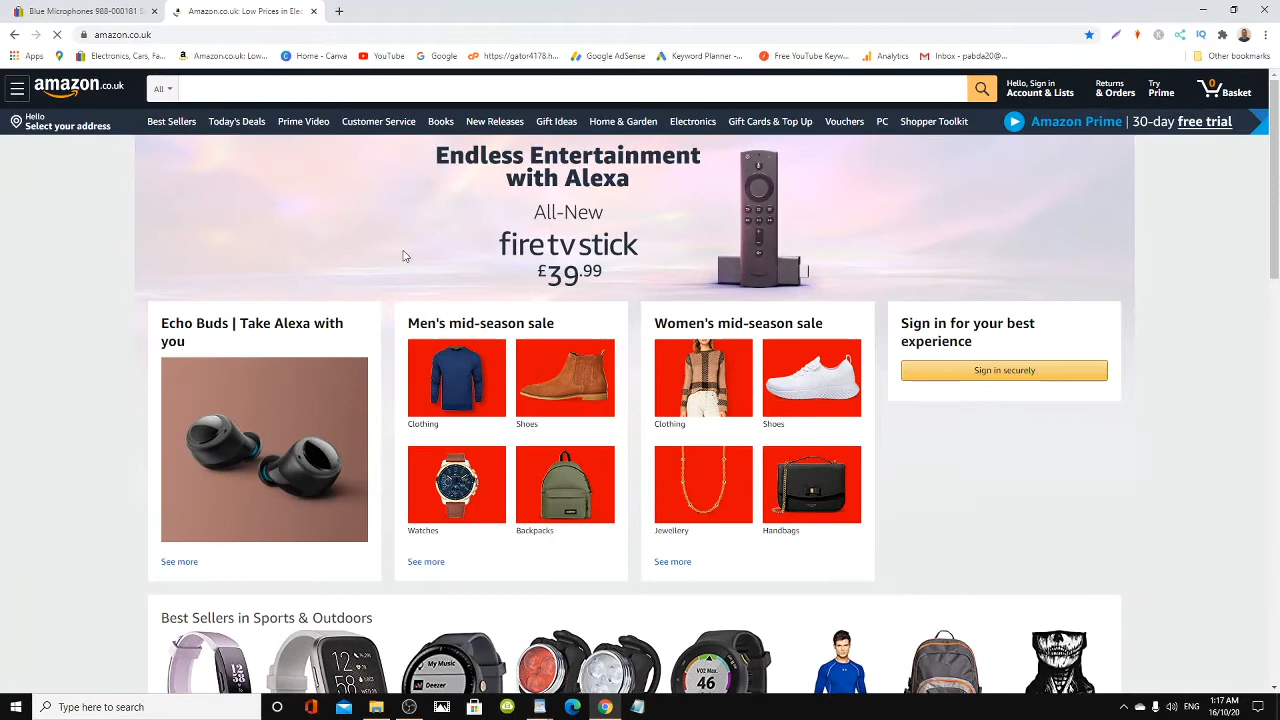 Blue Microphones 988-000181 S
Amazon.co.uk: Low Prices in Elec
amazon.co.uk
Apps
Electronics, Cars, Fa...
Amazon.co.uk: Low...
Home - Canva
YouTube
Google
https://gator4178.h...
Google AdSense
Keyword Planner -...
Free YouTube Keyw...
Analytics
Inbox - pabda20@...
Other bookmarks
amazon.co.uk
All
Hello, Sign in
Account & Lists
Returns
& Orders
Try
Prime
0
Basket
Hello
Select your address
Best Sellers
Today's Deals
Prime Video
Customer Service
Books
New Releases
Gift Ideas
Home & Garden
Electronics
Gift Cards & Top Up
Vouchers
PC
Shopper Toolkit
Amazon Prime | 30-day free trial
Endless Entertainment
with Alexa
All-New
fire tv stick
£39.99
Echo Buds | Take Alexa with
you
See more
Men's mid-season sale
Clothing
Shoes
Watches
Backpacks
See more
Women's mid-season sale
Clothing
Shoes
Jewellery
Handbags
See more
Sign in for your best
experience
Sign in securely
Best Sellers in Sports & Outdoors
My Music
Deezer
VO2 Max.
46
Type here to search
ENG
1:17 AM
16/10/20